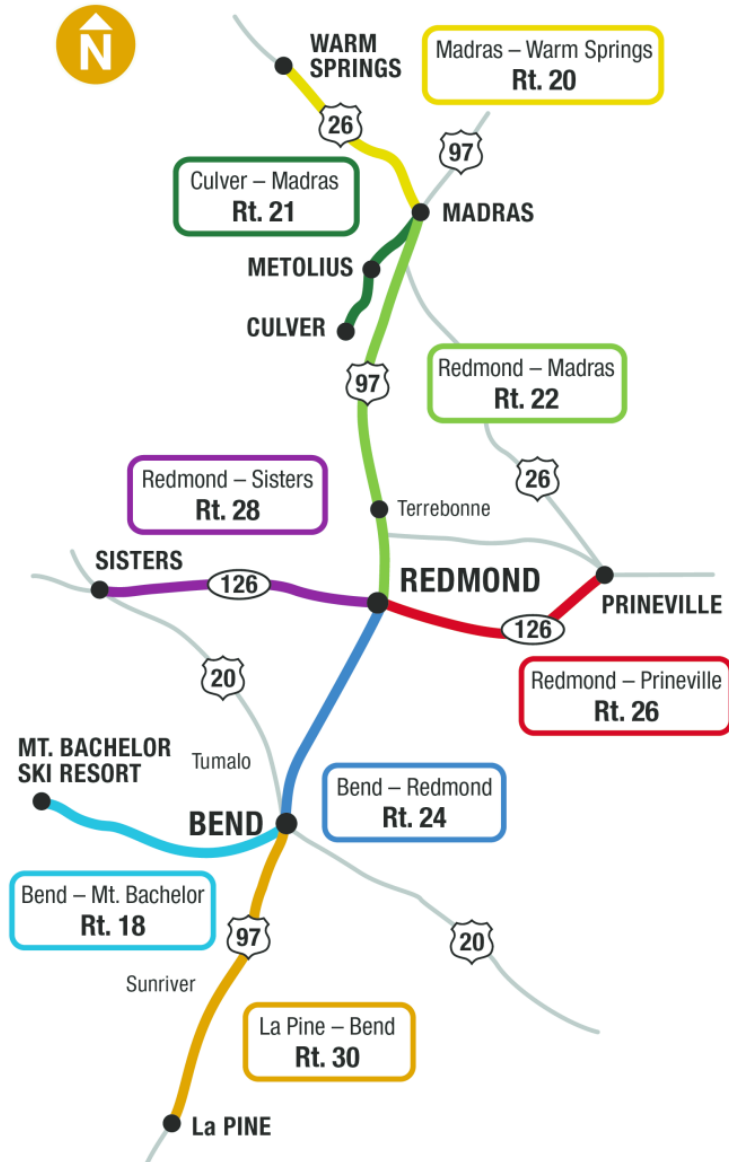 N
WARM
SPRINGS
Madras – Warm Springs
Rt. 20
26
97
Culver – Madras
Rt. 21
MADRAS
METOLIUS
CULVER
97
Redmond – Madras
Rt. 22
Redmond – Sisters
Rt. 28
26
Terrebonne
SISTERS
126
REDMOND
PRINEVILLE
126
20
Redmond – Prineville
Rt. 26
MT. BACHELOR
SKI RESORT
Tumalo
Bend – Redmond
Rt. 24
BEND
Bend – Mt. Bachelor
Rt. 18
97
20
Sunriver
La Pine – Bend
Rt. 30
La PINE